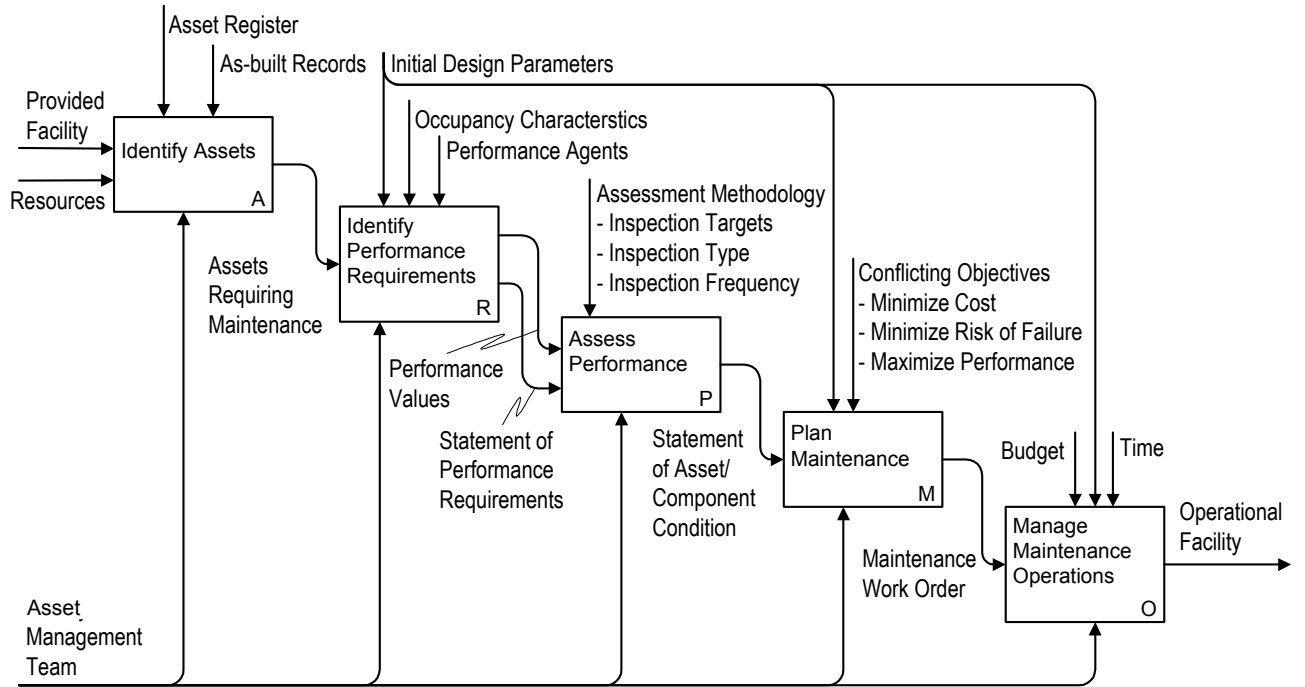 Asset Register
As-built Records
Initial Design Parameters
Provided
Facility
Occupancy Characterstics
Identify Assets
Performance Agents
A
Resources
Assessment Methodology
- Inspection Targets
- Inspection Type
- Inspection Frequency
Identify
Performance
Requirements
R
Assets
Requiring
Maintenance
Conflicting Objectives
- Minimize Cost
- Minimize Risk of Failure
- Maximize Performance
Assess
Performance
P
Performance
Values
Statement of
Performance
Requirements
Statement
of Asset/
Component
Condition
Plan
Maintenance
M
Budget
Time
Manage
Maintenance
Operations
O
Operational
Facility
Maintenance
Work Order
Asset
Management
Team